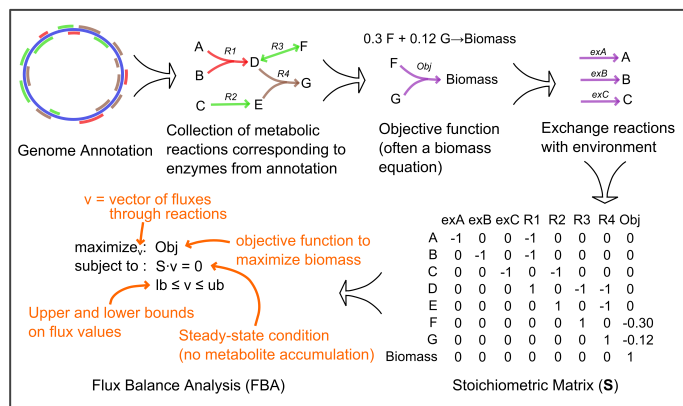 Genome Annotation
A
B
C
R1
R2
D
E
R3
F
R4
G
Collection of metabolic
reactions corresponding to
enzymes from annotation
0.3 F + 0.12 G→Biomass
F
G
Obj
Biomass
Objective function
(often a biomass
equation)
exA A
exB B
exC C
Exchange reactions
with environment
v = vector of fluxes
through reactions
maximizeᵥ: Obj
subject to : S·v = 0
lb ≤ v ≤ ub
objective function to
maximize biomass
Upper and lower bounds
on flux values
Steady-state condition
(no metabolite accumulation)
Flux Balance Analysis (FBA)
exA exB exC R1 R2 R3 R4 Obj
A -1 0 0 -1 0 0 0 0
B 0 -1 0 -1 0 0 0 0
C 0 0 -1 0 -1 0 0 0
D 0 0 0 1 0 -1 -1 0
E 0 0 0 0 1 0 -1 0
F 0 0 0 0 0 1 0 -0.30
G 0 0 0 0 0 0 1 -0.12
Biomass 0 0 0 0 0 0 0 1
Stoichiometric Matrix (S)